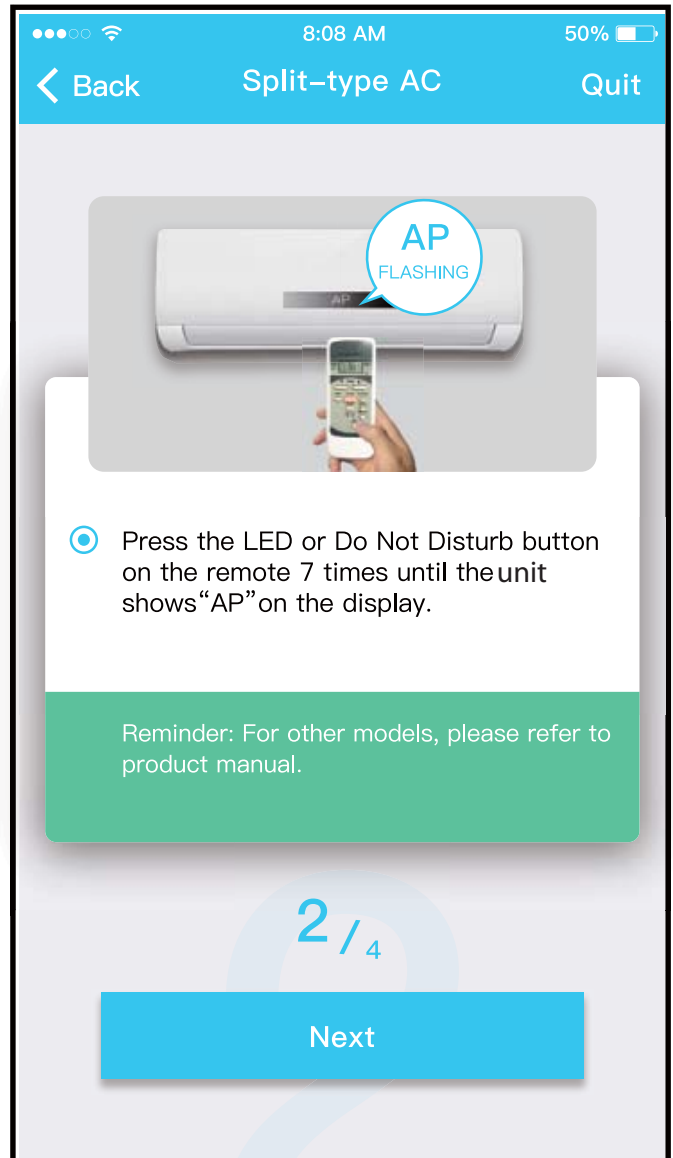 8:08 AM 50%
Back Split-type AC Quit
AP
FLASHING
AP
Press the LED or Do Not Disturb button
on the remote 7 times until the unit
shows“AP”on the display.
Reminder: For other models, please refer to
product manual.
2/4
Next